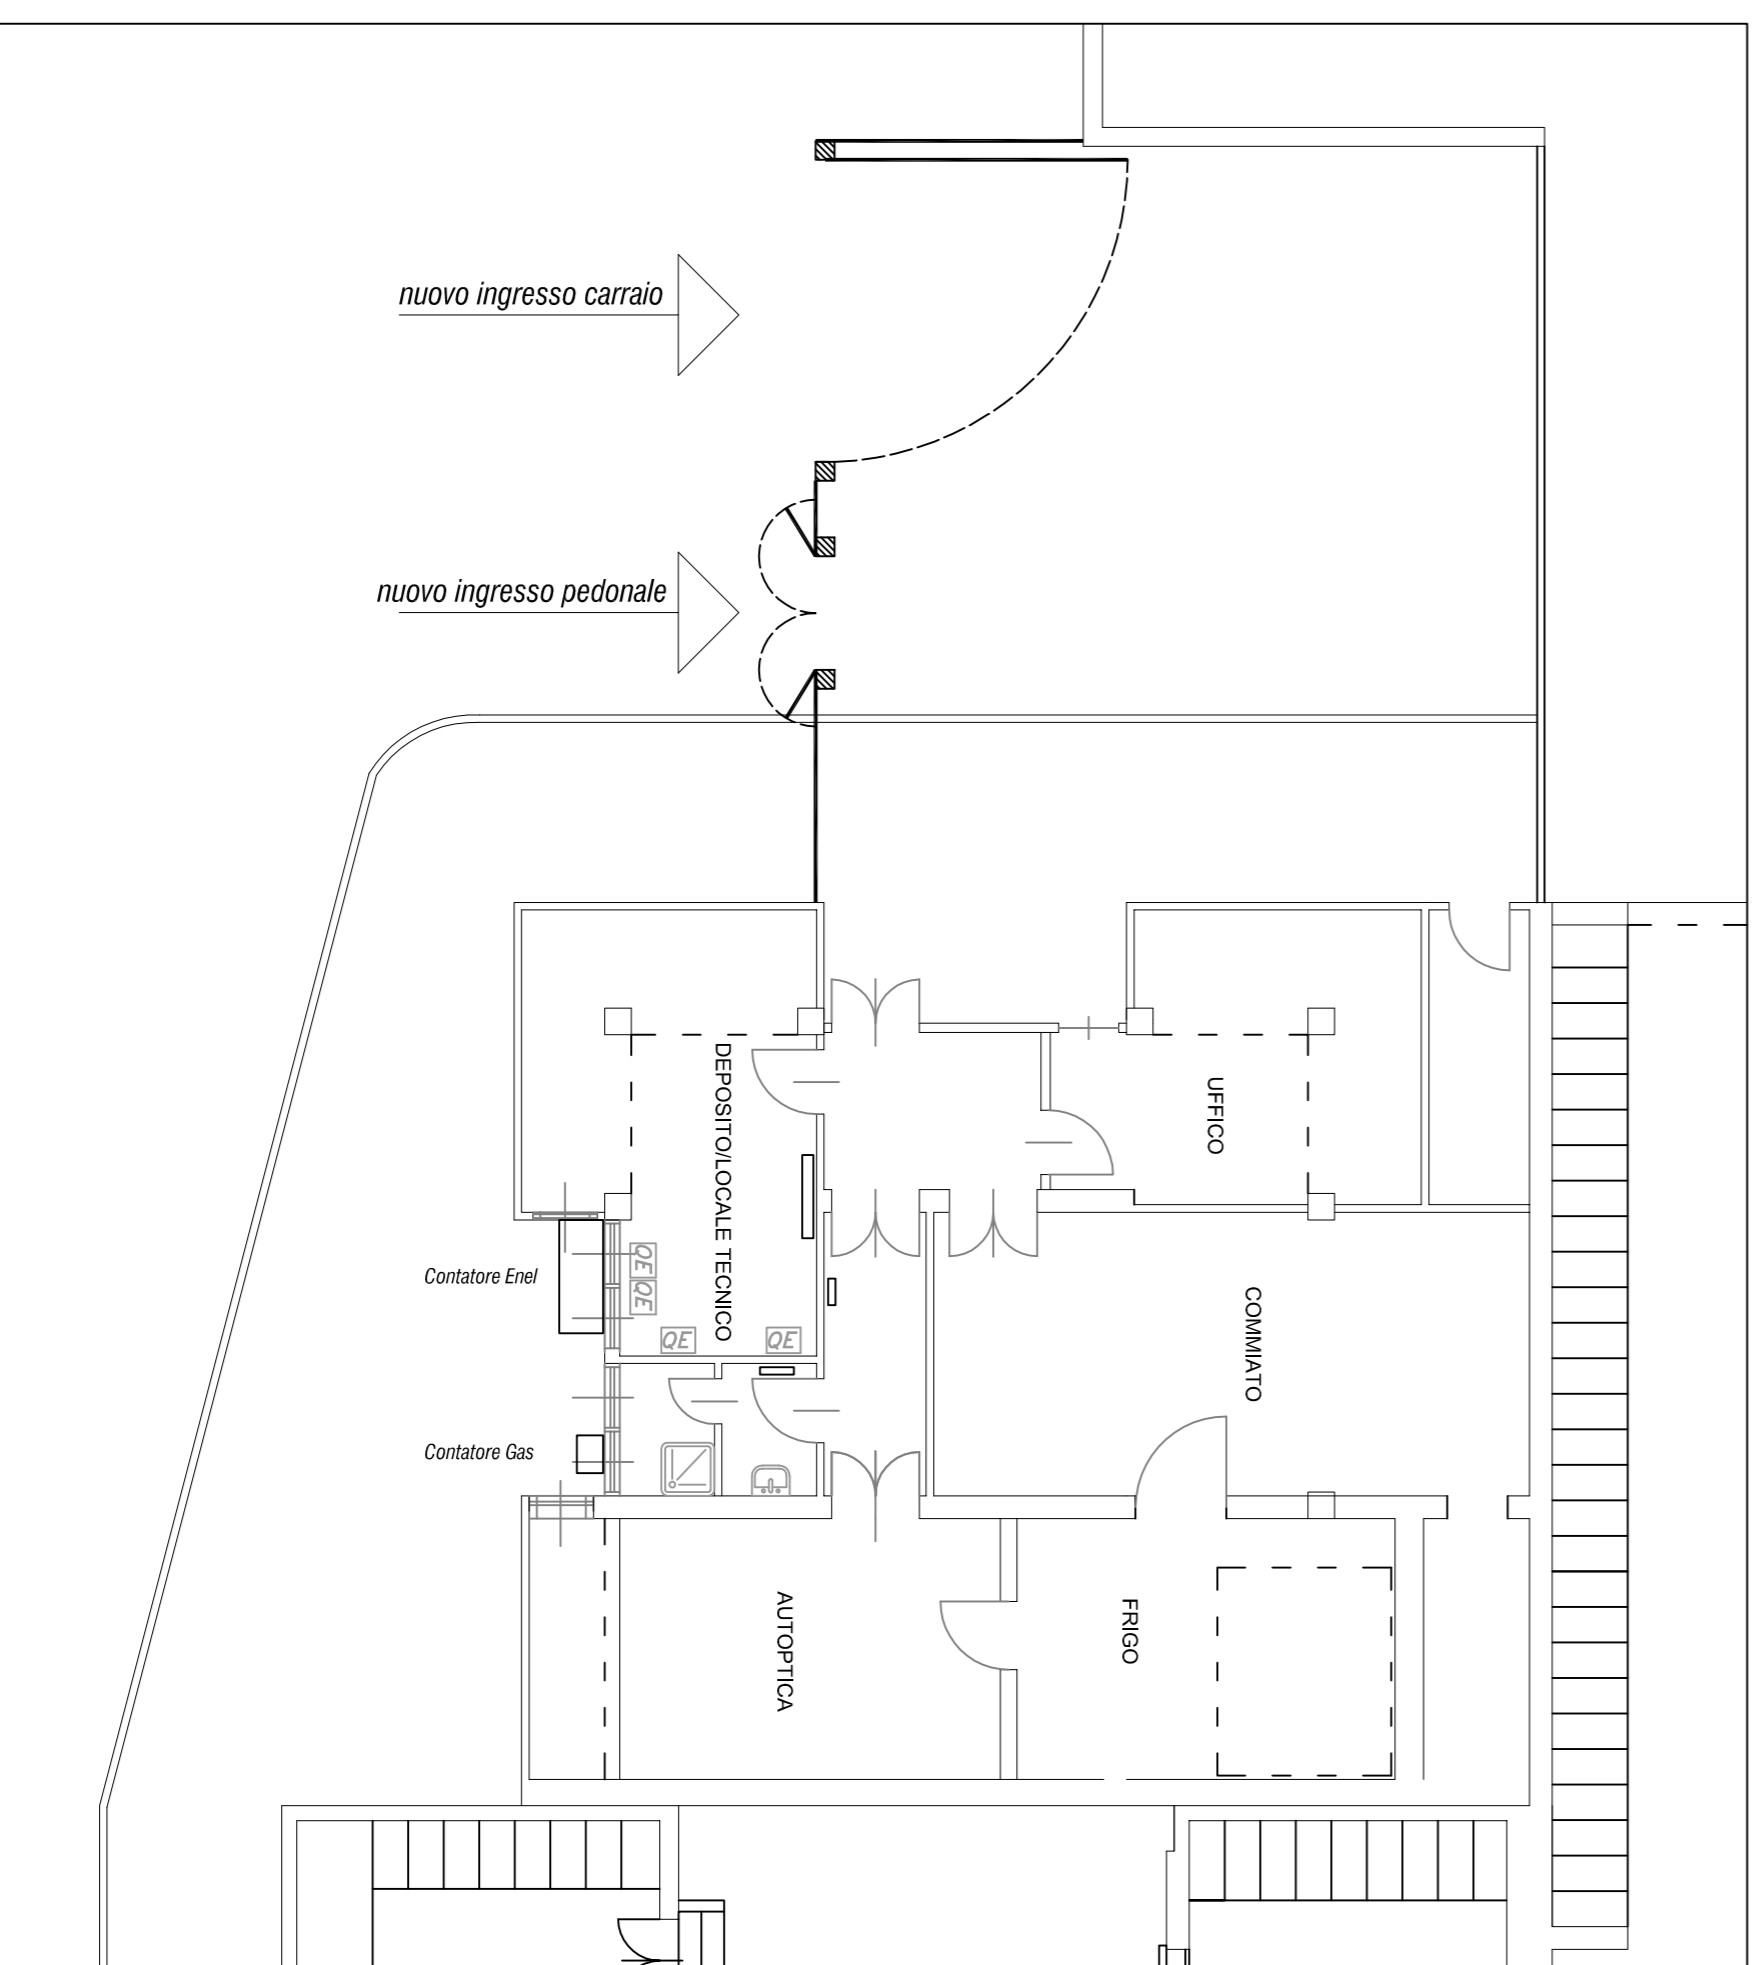 nuovo ingresso carraio
nuovo ingresso pedonale
DEPOSITO/LOCALE TECNICO
UFFICO
Contatore Enel
QE
QE
QE
QE
COMMIATO
Contatore Gas
AUTOPTICA
FRIGO